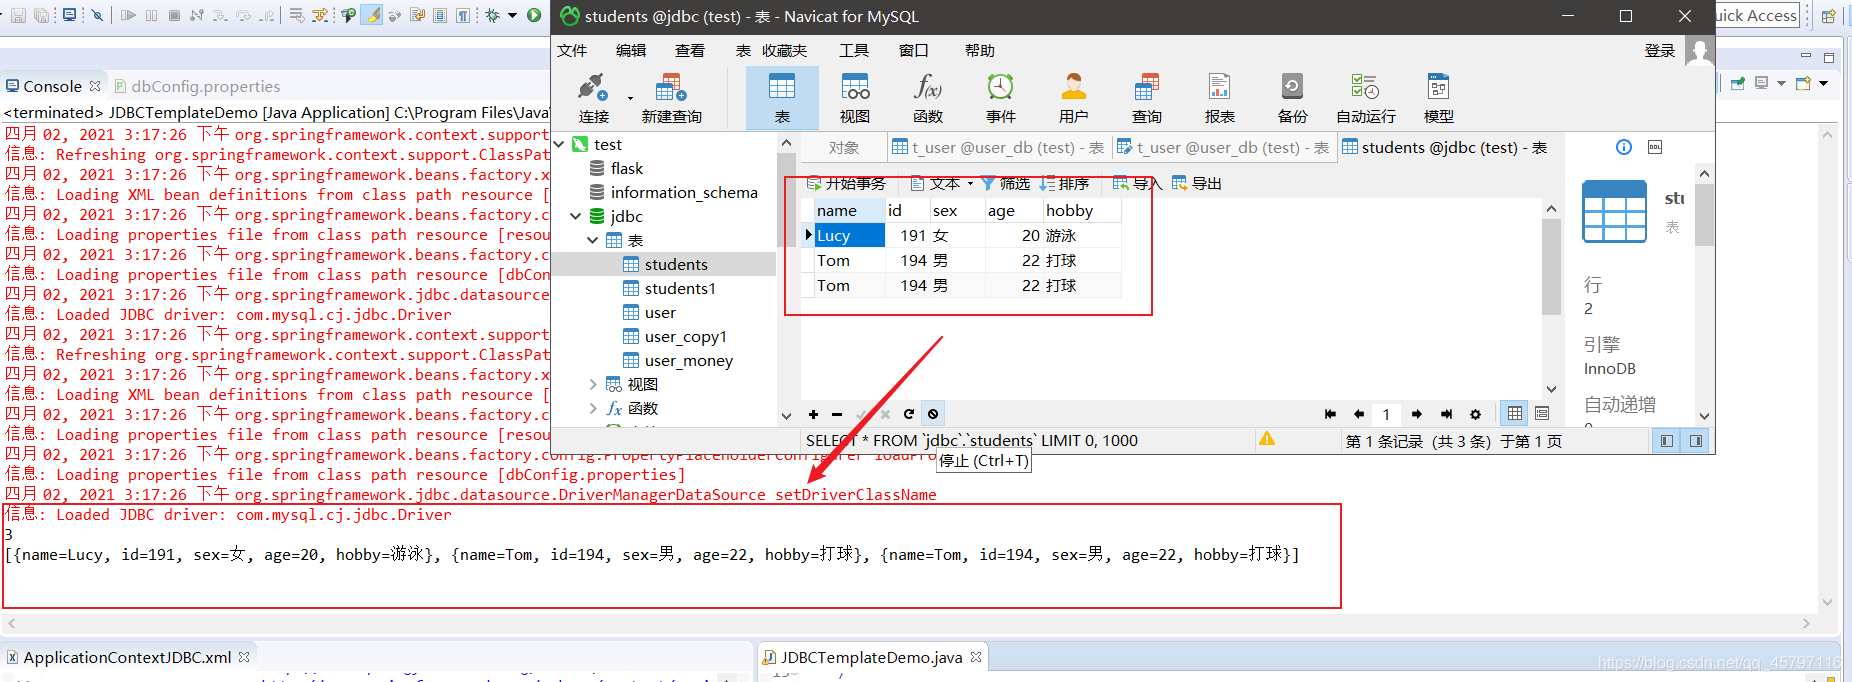 students @jdbc (test) - 表 - Navicat for MySQL
uick Access
文件 编辑 查看 表 收藏夹 工具 窗口 帮助 登录
连接 新建查询 表 视图 函数 事件 用户 查询 报表 备份 自动运行 模型
Console dbConfig.properties
<terminated> JDBCTemplateDemo [Java Application] C:\Program Files\Java
四月 02, 2021 3:17:26 下午 org.springframework.context.support
信息: Refreshing org.springframework.context.support.ClassPat
四月 02, 2021 3:17:26 下午 org.springframework.beans.factory.x
信息: Loading XML bean definitions from class path resource [
四月 02, 2021 3:17:26 下午 org.springframework.beans.factory.c
信息: Loading properties file from class path resource [resou
四月 02, 2021 3:17:26 下午 org.springframework.beans.factory.c
信息: Loading properties file from class path resource [dbCon
四月 02, 2021 3:17:26 下午 org.springframework.jdbc.datasource
信息: Loaded JDBC driver: com.mysql.cj.jdbc.Driver
四月 02, 2021 3:17:26 下午 org.springframework.context.support
信息: Refreshing org.springframework.context.support.ClassPat
四月 02, 2021 3:17:26 下午 org.springframework.beans.factory.x
信息: Loading XML bean definitions from class path resource [
四月 02, 2021 3:17:26 下午 org.springframework.beans.factory.c
信息: Loading properties file from class path resource [resou
四月 02, 2021 3:17:26 下午 org.springframework.beans.factory.config.PropertyPlaceholderConfigurer loadPro
信息: Loading properties file from class path resource [dbConfig.properties]
四月 02, 2021 3:17:26 下午 org.springframework.jdbc.datasource.DriverManagerDataSource setDriverClassName
信息: Loaded JDBC driver: com.mysql.cj.jdbc.Driver
3
[{name=Lucy, id=191, sex=女, age=20, hobby=游泳}, {name=Tom, id=194, sex=男, age=22, hobby=打球}, {name=Tom, id=194, sex=男, age=22, hobby=打球}]
test
flask
information_schema
jdbc
表
students
students1
user
user_copy1
user_money
视图
函数
对象 t_user @user_db (test) - 表 t_user @user_db (test) - 表 students @jdbc (test) - 表
开始事务 文本 筛选 排序 导入 导出
name id sex age hobby
Lucy 191 女 20 游泳
Tom 194 男 22 打球
Tom 194 男 22 打球
1
SELECT * FROM `jdbc`.`students` LIMIT 0, 1000 第 1 条记录 (共 3 条) 于第 1 页
停止 (Ctrl+T)
DDL
stu
表
行
2
引擎
InnoDB
自动递增
ApplicationContextJDBC.xml JDBCTemplateDemo.java
https://blog.csdn.net/qq_45797116